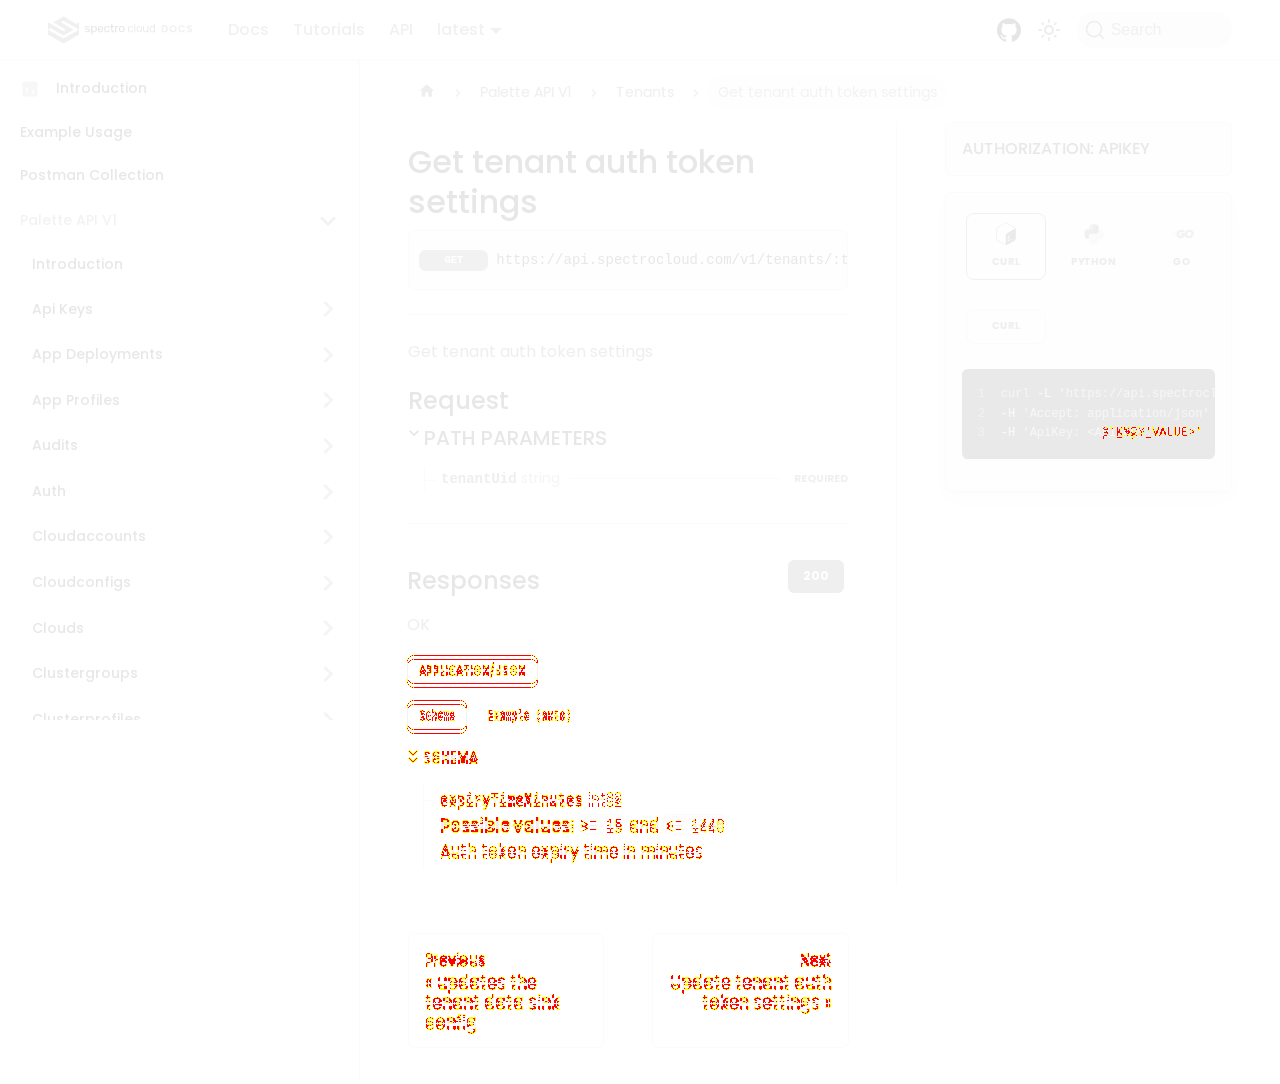 spectro cloud DOCS
Docs
Tutorials
API
latest
Search
Introduction
Example Usage
Postman Collection
Palette API V1
Introduction
Api Keys
App Deployments
App Profiles
Audits
Auth
Cloudaccounts
Cloudconfigs
Clouds
Clustergroups
Clusterprofiles
Palette API V1
Tenants
Get tenant auth token settings
Get tenant auth token
settings
GET https://api.spectrocloud.com/v1/tenants/:t
Get tenant auth token settings
Request
PATH PARAMETERS
tenantUid string REQUIRED
Responses
200
OK
APPLICATION/JSON
Schema
Example (auto)
SCHEMA
expiryTimeMinutes int32
Possible values: >= 15 and <= 1440
Auth token expiry time in minutes
Previous
« Updates the
tenant data sink
config
Next
Update tenant auth
token settings »
AUTHORIZATION: APIKEY
CURL
PYTHON
GO
GO
CURL
1 curl -L 'https://api.spectrocl
2 -H 'Accept: application/json'
3 -H 'ApiKey: <API_KEY_VALUE>'